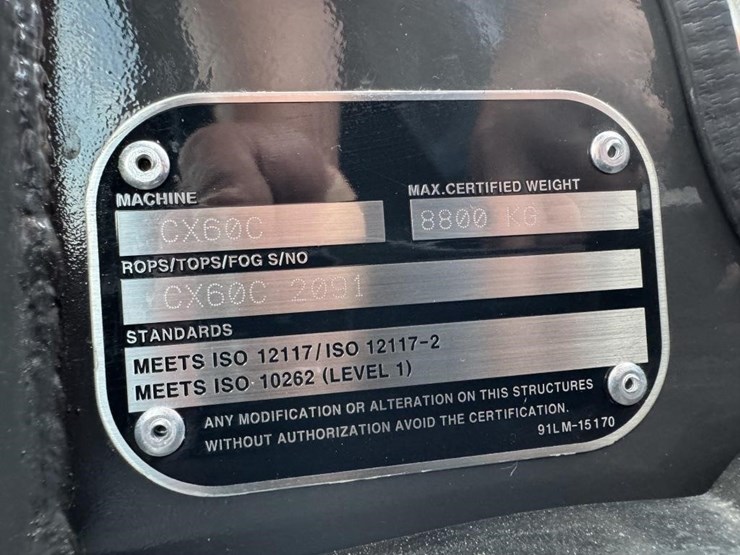 MACHINE
MAX.CERTIFIED WEIGHT
CX60C
8800 KG
ROPS/TOPS/FOG S/NO
CX60C 2091
STANDARDS
MEETS ISO 12117/ISO 12117-2
MEETS ISO 10262 (LEVEL 1)
ANY MODIFICATION OR ALTERATION ON THIS STRUCTURES
WITHOUT AUTHORIZATION AVOID THE CERTIFICATION.
91LM-15170